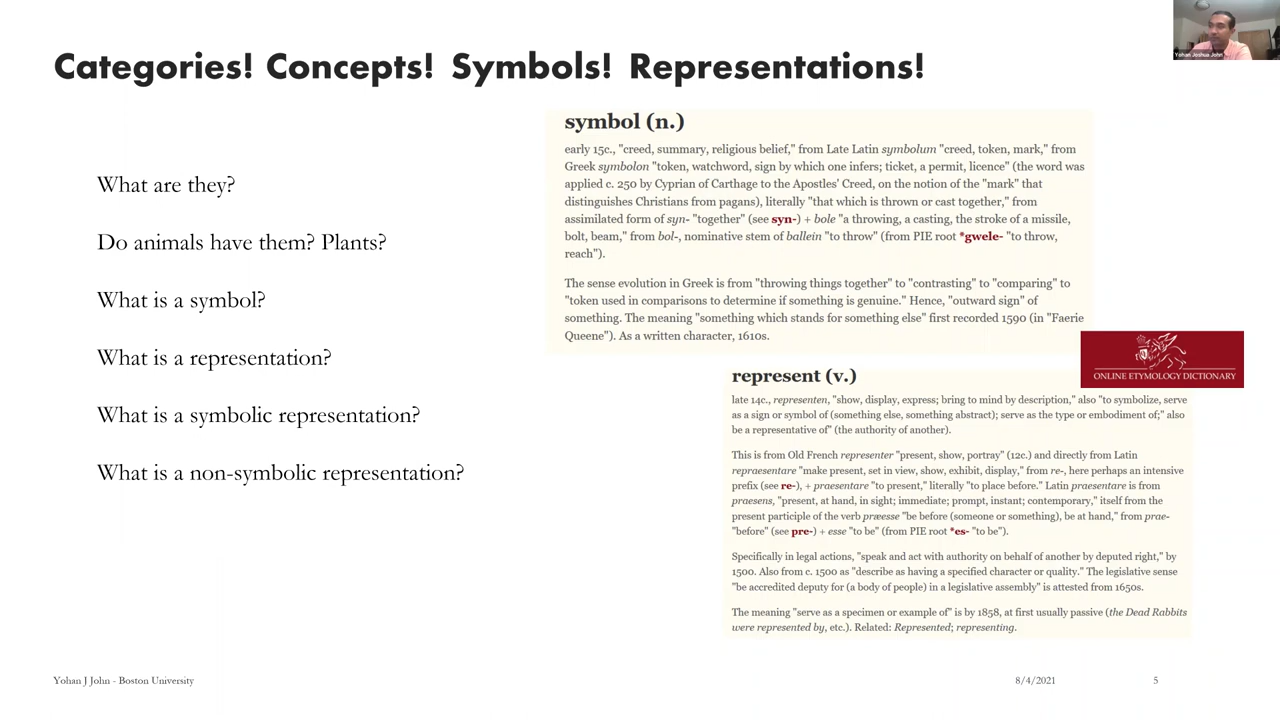 Categories! Concepts! Symbols! Representations!
Yohan Joshua John
What are they?
Do animals have them? Plants?
What is a symbol?
What is a representation?
What is a symbolic representation?
What is a non-symbolic representation?
symbol (n.)
early 15c., "creed, summary, religious belief," from Late Latin symbolum "creed, token, mark," from
Greek symbolon "token, watchword, sign by which one infers; ticket, a permit, licence" (the word was
applied c. 250 by Cyprian of Carthage to the Apostles' Creed, on the notion of the "mark" that
distinguishes Christians from pagans), literally "that which is thrown or cast together," from
assimilated form of syn- "together" (see syn-) + bole "a throwing, a casting, the stroke of a missile,
bolt, beam," from bol-, nominative stem of ballein "to throw" (from PIE root *gwele- "to throw,
reach").
The sense evolution in Greek is from "throwing things together" to "contrasting" to "comparing" to
"token used in comparisons to determine if something is genuine." Hence, "outward sign" of
something. The meaning "something which stands for something else" first recorded 1590 (in "Faerie
Queene"). As a written character, 1610s.
ONLINE ETYMOLOGY DICTIONARY
represent (v.)
late 14c., representen, "show, display, express; bring to mind by description," also "to symbolize, serve
as a sign or symbol of (something else, something abstract); serve as the type or embodiment of;" also
be a representative of" (the authority of another).
This is from Old French representer "present, show, portray" (12c.) and directly from Latin
repraesentare "make present, set in view, show, exhibit, display," from re-, here perhaps an intensive
prefix (see re-), + praesentare "to present," literally "to place before." Latin praesentare is from
praesens, "present, at hand, in sight; immediate; prompt, instant; contemporary," itself from the
present participle of the verb præesse "be before (someone or something), be at hand," from prae-
"before" (see pre-) + esse "to be" (from PIE root *es- "to be").
Specifically in legal actions, "speak and act with authority on behalf of another by deputed right," by
1500. Also from c. 1500 as "describe as having a specified character or quality." The legislative sense
"be accredited deputy for (a body of people) in a legislative assembly" is attested from 1650s.
The meaning "serve as a specimen or example of" is by 1858, at first usually passive (the Dead Rabbits
were represented by, etc.). Related: Represented; representing.
Yohan J John - Boston University
8/4/2021
5